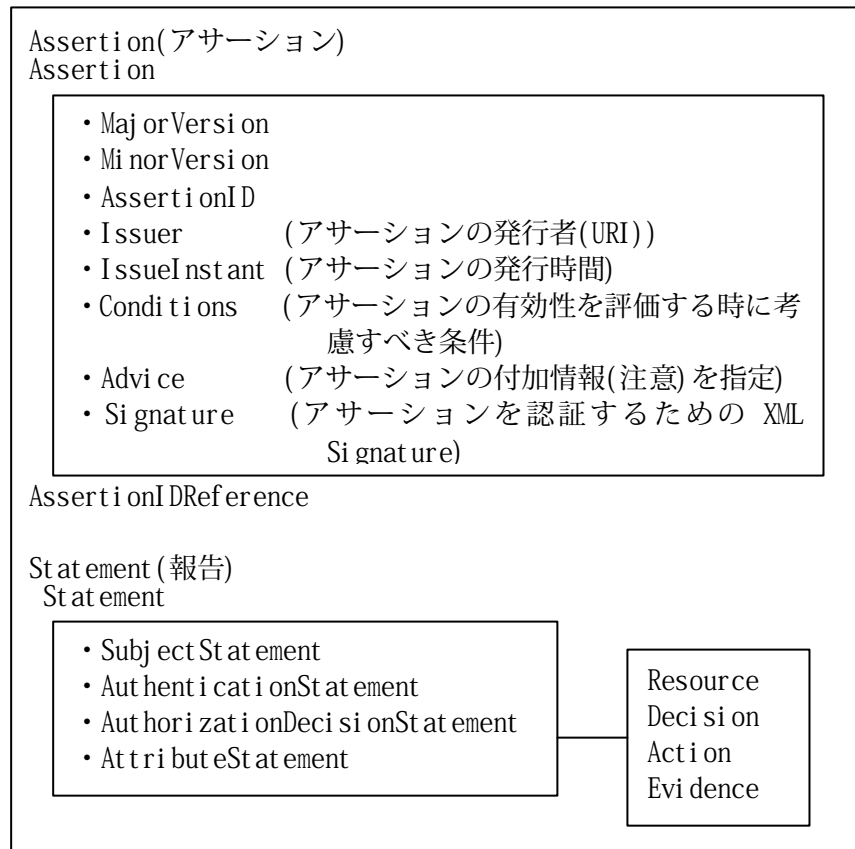 Assertion(アサーション)
Assertion
・MajorVersion
・MinorVersion
・AssertionID
・Issuer (アサーションの発行者(URI))
・IssueInstant (アサーションの発行時間)
・Conditions (アサーションの有効性を評価する時に考
慮すべき条件)
・Advice (アサーションの付加情報(注意)を指定)
・Signature (アサーションを認証するための XML
Signature)
AssertionIDReference
Statement(報告)
Statement
・SubjectStatement
・AuthenticationStatement
・AuthorizationDecisionStatement
・AttributeStatement
Resource
Decision
Action
Evidence